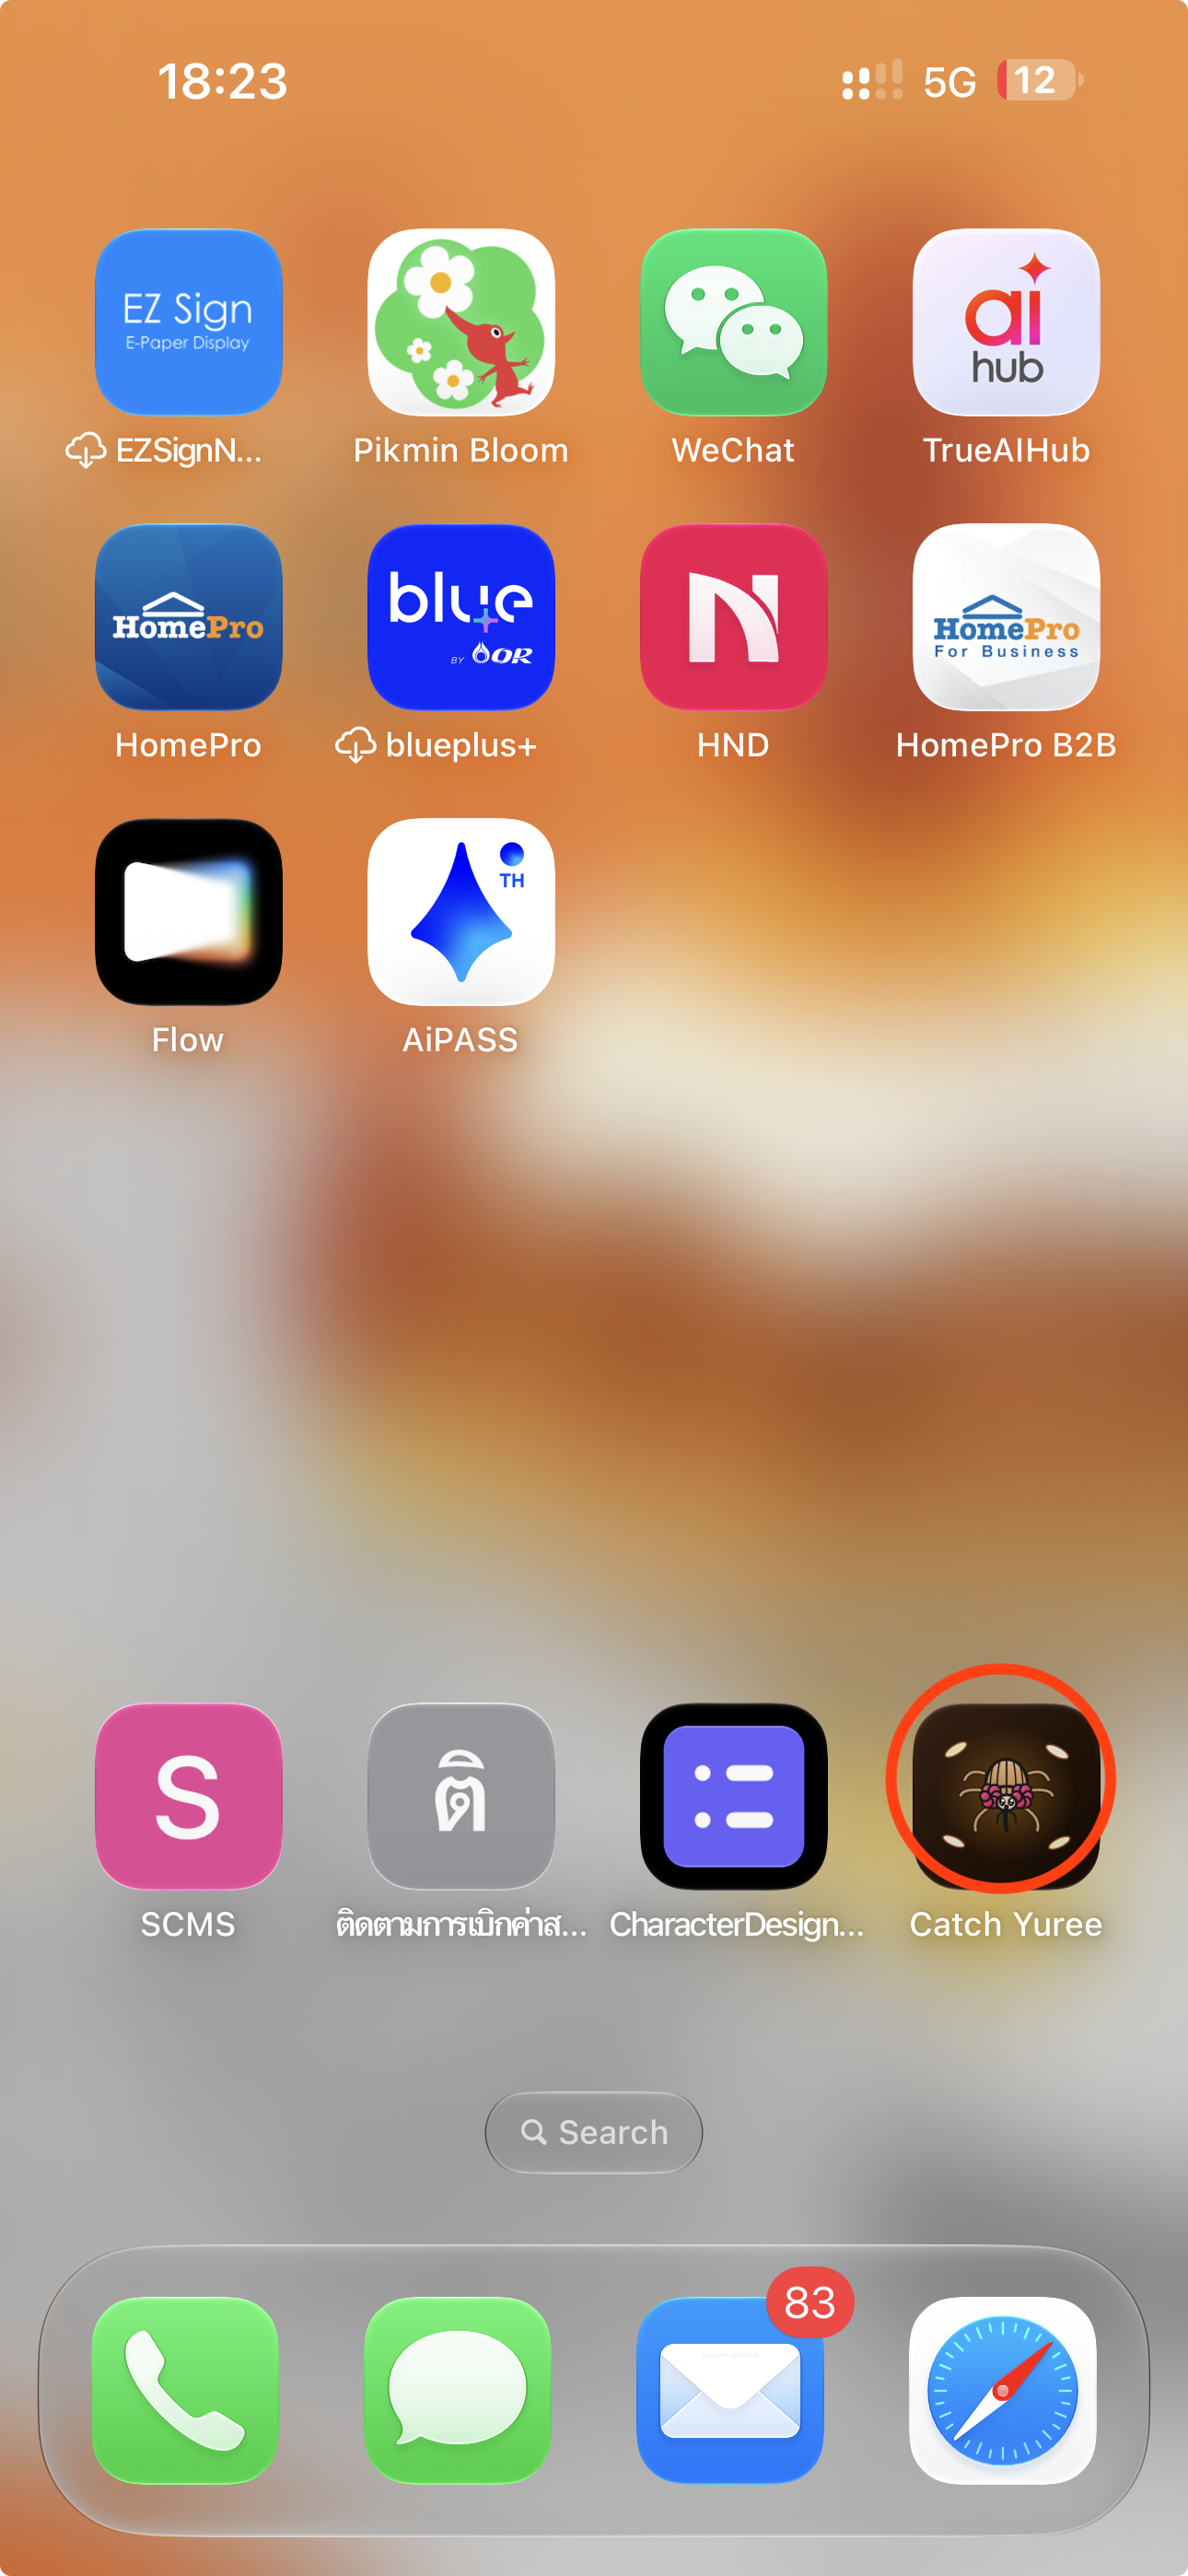 18:23 5G 12
EZ Sign
E-Paper Display
ai
hub
EZSignN... Pikmin Bloom WeChat TrueAIHub
HomePro
blue
BY OR
N
HomePro
For Business
HomePro blueplus+ HND HomePro B2B
TH
Flow AiPASS
S ติ
SCMS ติดตามการเบิกค่าส... CharacterDesign... Catch Yuree
Search
83